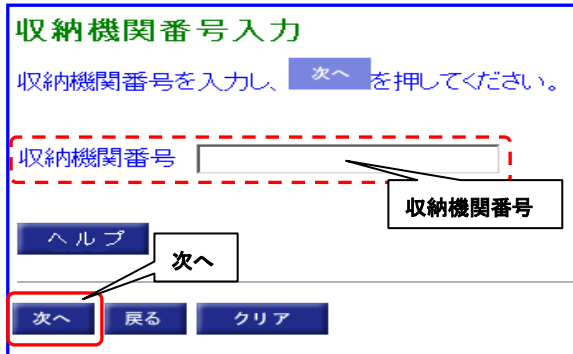 収納機関番号入力
収納機関番号を入力し、 次へ を押してください。
収納機関番号
収納機関番号
ヘルプ
次へ
次へ 戻る クリア